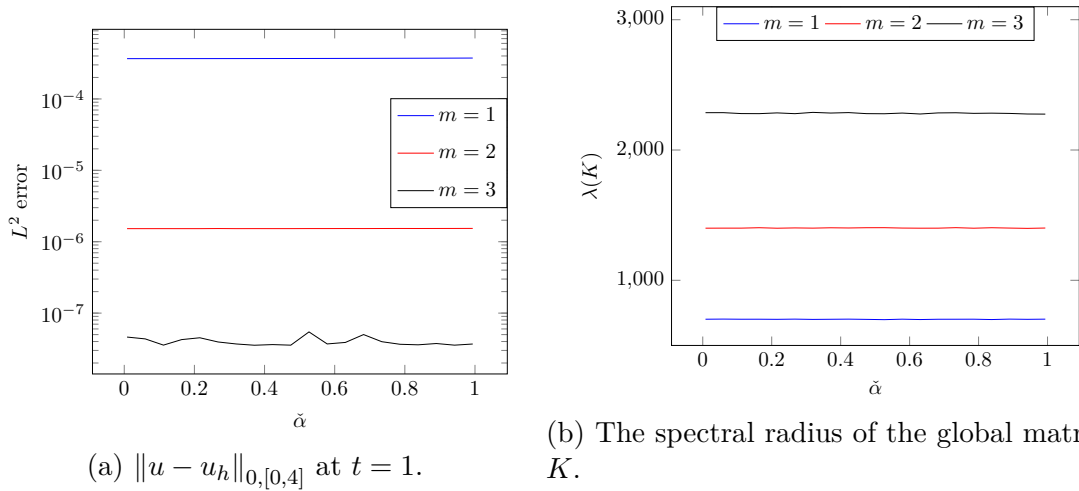 10^{-4}
10^{-5}
10^{-6}
10^{-7}
L^2 error
m = 1
m = 2
m = 3
0 0.2 0.4 0.6 0.8 1
\check{α}
(a) ‖u − u_h‖_{0,[0,4]} at t = 1.
m = 1 m = 2 m = 3
3,000
2,000
1,000
λ(K)
0 0.2 0.4 0.6 0.8 1
\check{α}
(b) The spectral radius of the global matr
K.